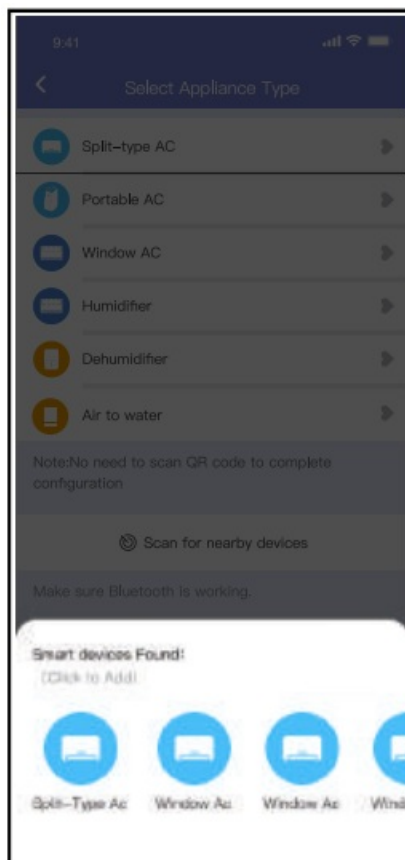 9:41
Select Appliance Type
Split-type AC
Portable AC
Window AC
Humidifier
Dehumidifier
Air to water
Note:No need to scan QR code to complete
configuration
Scan for nearby devices
Make sure Bluetooth is working.
Smart devices Found:
(Click to Add)
Split-Type Ac Window Ac Window Ac Wind